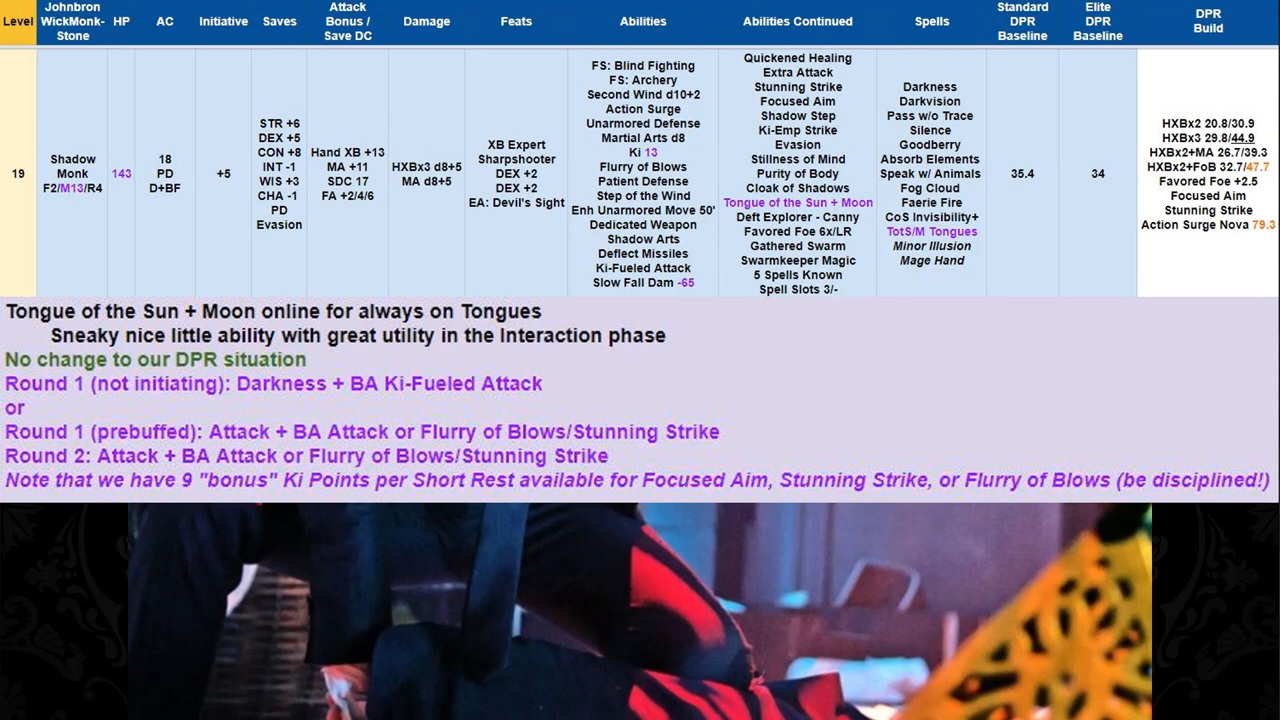 Level
Johnbron
WickMonk-
Stone
HP
AC
Initiative
Saves
Attack
Bonus /
Save DC
Damage
Feats
Abilities
Abilities Continued
Spells
Standard
DPR
Baseline
Elite
DPR
Baseline
DPR
Build
19
Shadow
Monk
F2/M13/R4
143
18
PD
D+BF
+5
STR +6
DEX +5
CON +8
INT -1
WIS +3
CHA -1
PD
Evasion
Hand XB +13
MA +11
SDC 17
FA +2/4/6
HXBx3 d8+5
MA d8+5
XB Expert
Sharpshooter
DEX +2
DEX +2
EA: Devil's Sight
FS: Blind Fighting
FS: Archery
Second Wind d10+2
Action Surge
Unarmored Defense
Martial Arts d8
Ki 13
Flurry of Blows
Patient Defense
Step of the Wind
Enh Unarmored Move 50'
Dedicated Weapon
Shadow Arts
Deflect Missiles
Ki-Fueled Attack
Slow Fall Dam -65
Quickened Healing
Extra Attack
Stunning Strike
Focused Aim
Shadow Step
Ki-Emp Strike
Evasion
Stillness of Mind
Purity of Body
Cloak of Shadows
Tongue of the Sun + Moon
Deft Explorer - Canny
Favored Foe 6x/LR
Gathered Swarm
Swarmkeeper Magic
5 Spells Known
Spell Slots 3/-
Darkness
Darkvision
Pass w/o Trace
Silence
Goodberry
Absorb Elements
Speak w/ Animals
Fog Cloud
Faerie Fire
CoS Invisibility+
TotS/M Tongues
Minor Illusion
Mage Hand
35.4
34
HXBx2 20.8/30.9
HXBx3 29.8/44.9
HXBx2+MA 26.7/39.3
HXBx2+FoB 32.7/47.7
Favored Foe +2.5
Focused Aim
Stunning Strike
Action Surge Nova 79.3
Tongue of the Sun + Moon online for always on Tongues
Sneaky nice little ability with great utility in the Interaction phase
No change to our DPR situation
Round 1 (not initiating): Darkness + BA Ki-Fueled Attack
or
Round 1 (prebuffed): Attack + BA Attack or Flurry of Blows/Stunning Strike
Round 2: Attack + BA Attack or Flurry of Blows/Stunning Strike
Note that we have 9 "bonus" Ki Points per Short Rest available for Focused Aim, Stunning Strike, or Flurry of Blows (be disciplined!)